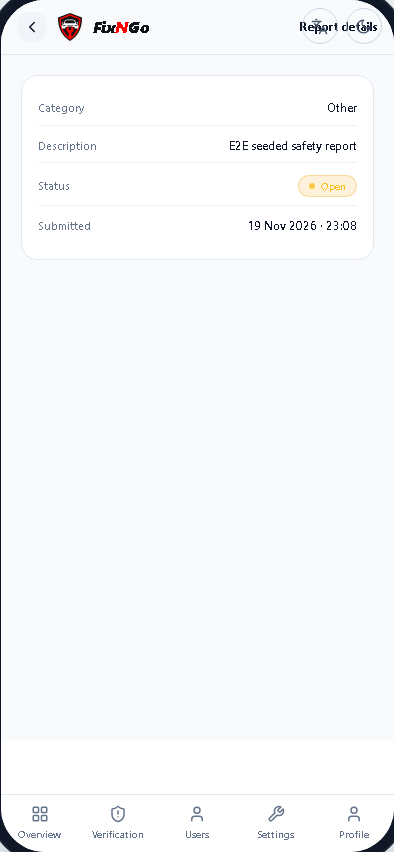 FixNGo
Report details
Category Other
Description E2E seeded safety report
Status Open
Submitted 19 Nov 2026 · 23:08
Overview Verification Users Settings Profile